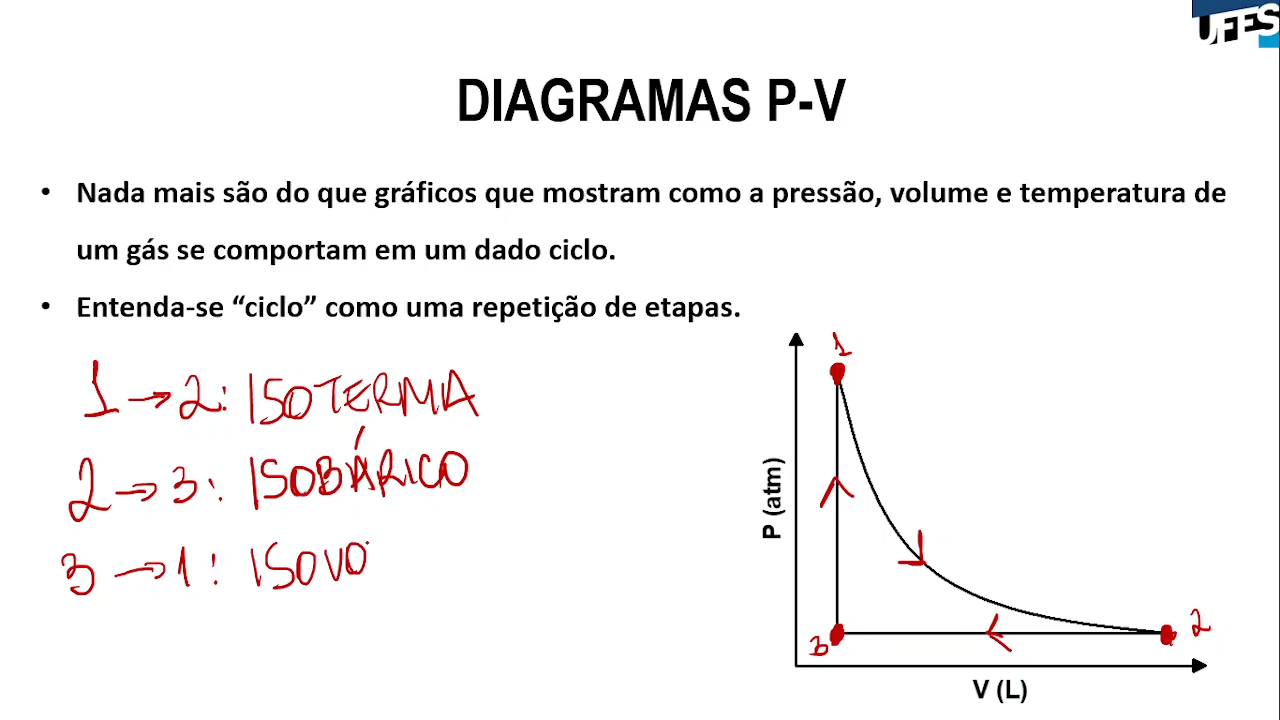 UFES
DIAGRAMAS P-V
• Nada mais são do que gráficos que mostram como a pressão, volume e temperatura de
um gás se comportam em um dado ciclo.
• Entenda-se “ciclo” como uma repetição de etapas.
1 → 2: ISOTERMA
2 → 3: ISOBÁRICO
3 → 1: ISOVO
1
P (atm)
2
3
V (L)